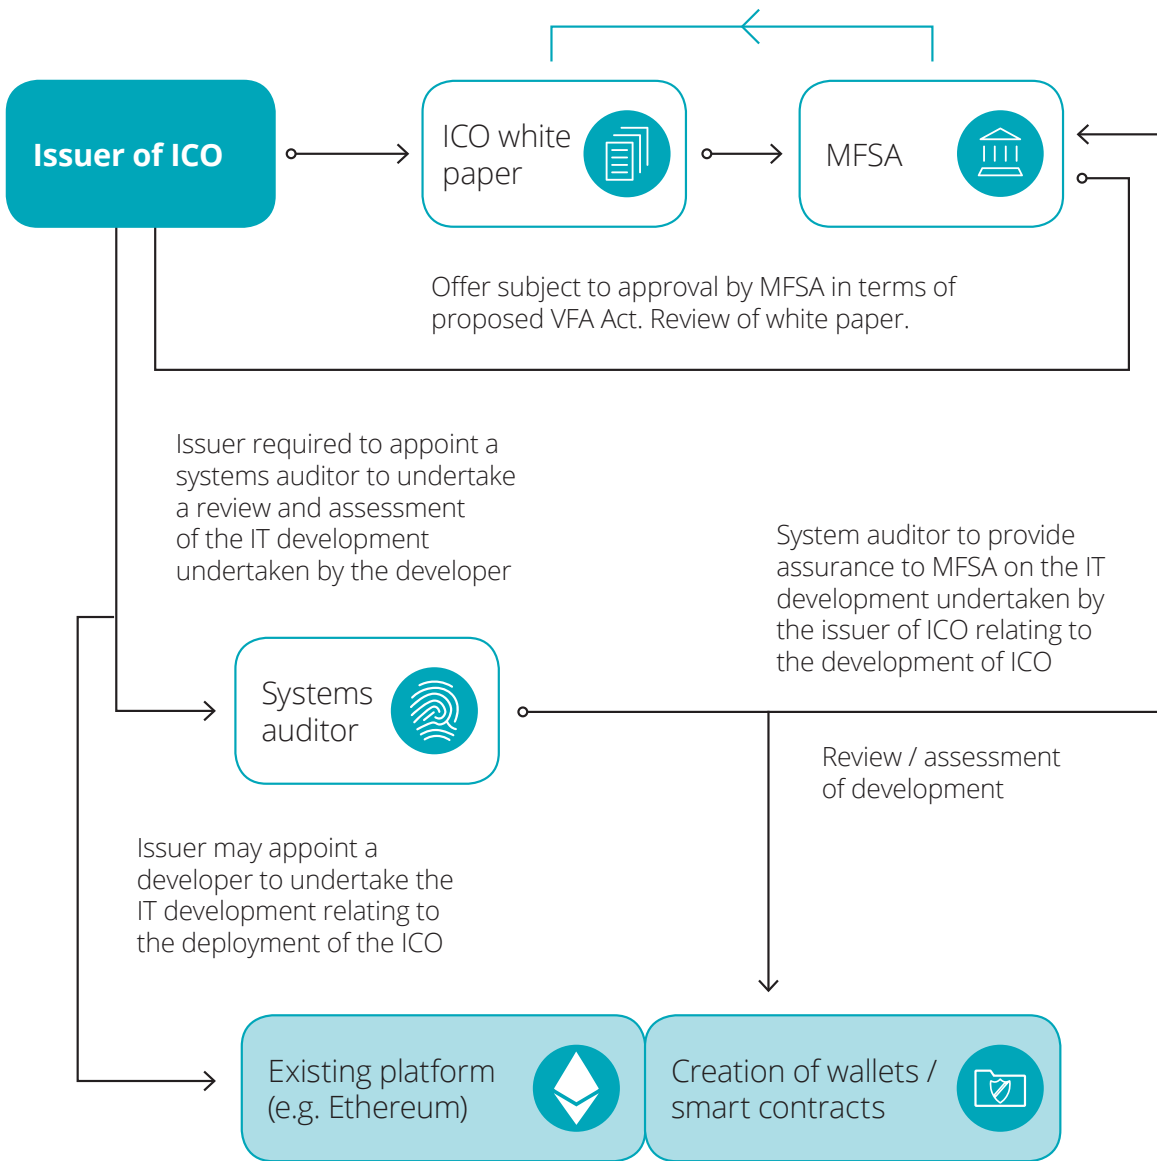 Issuer of ICO
ICO white
paper
MFSA
Offer subject to approval by MFSA in terms of
proposed VFA Act. Review of white paper.
Issuer required to appoint a
systems auditor to undertake
a review and assessment
of the IT development
undertaken by the developer
System auditor to provide
assurance to MFSA on the IT
development undertaken by
the issuer of ICO relating to
the development of ICO
Systems
auditor
Review / assessment
of development
Issuer may appoint a
developer to undertake the
IT development relating to
the deployment of the ICO
Existing platform
(e.g. Ethereum)
Creation of wallets /
smart contracts